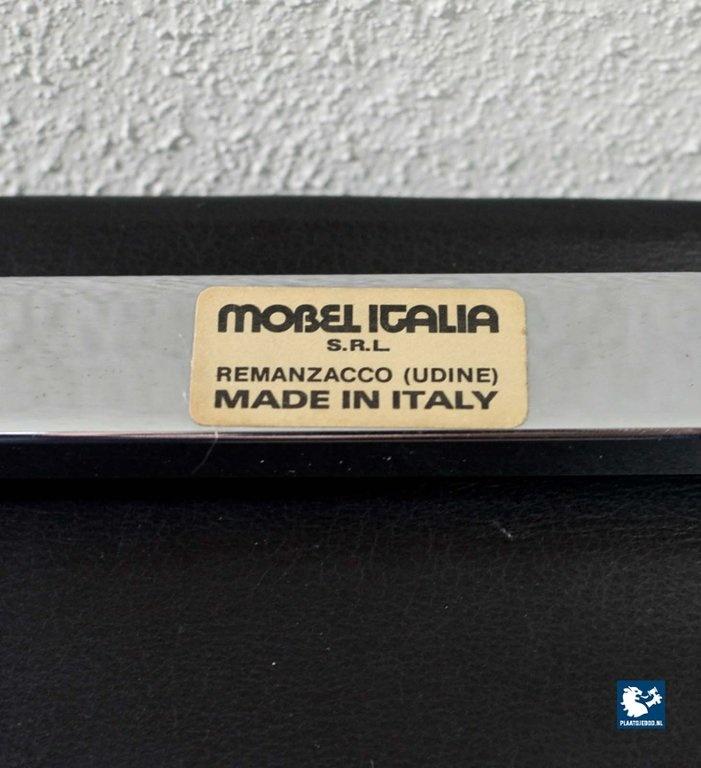 MOBEL ITALIA
S.R.L.
REMANZACCO (UDINE)
MADE IN ITALY
PLAATSJEBOD.NL